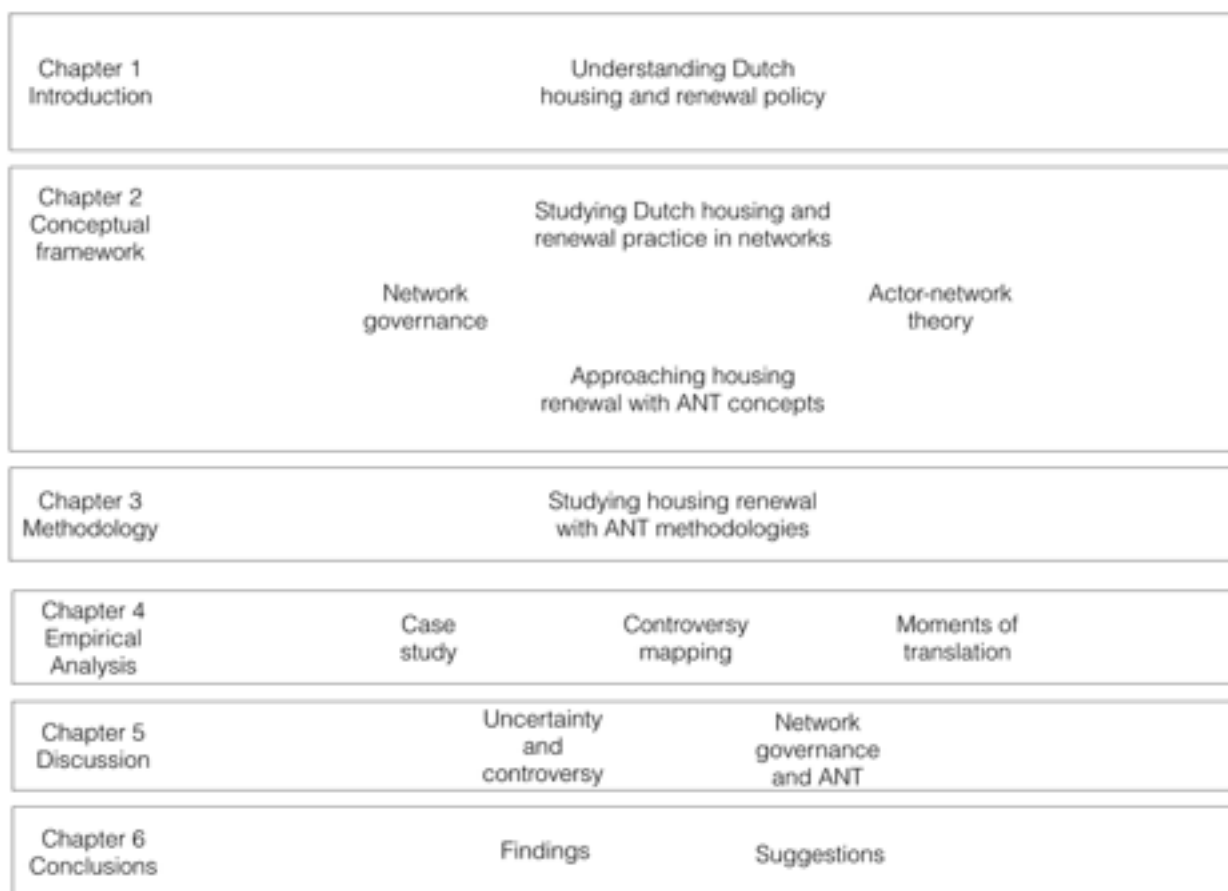 Chapter 1
Introduction
Understanding Dutch
housing and renewal policy
Chapter 2
Conceptual
framework
Studying Dutch housing and
renewal practice in networks
Network
governance
Actor-network
theory
Approaching housing
renewal with ANT concepts
Chapter 3
Methodology
Studying housing renewal
with ANT methodologies
Chapter 4
Empirical
Analysis
Case
study
Controversy
mapping
Moments of
translation
Chapter 5
Discussion
Uncertainty
and
controversy
Network
governance
and ANT
Chapter 6
Conclusions
Findings
Suggestions